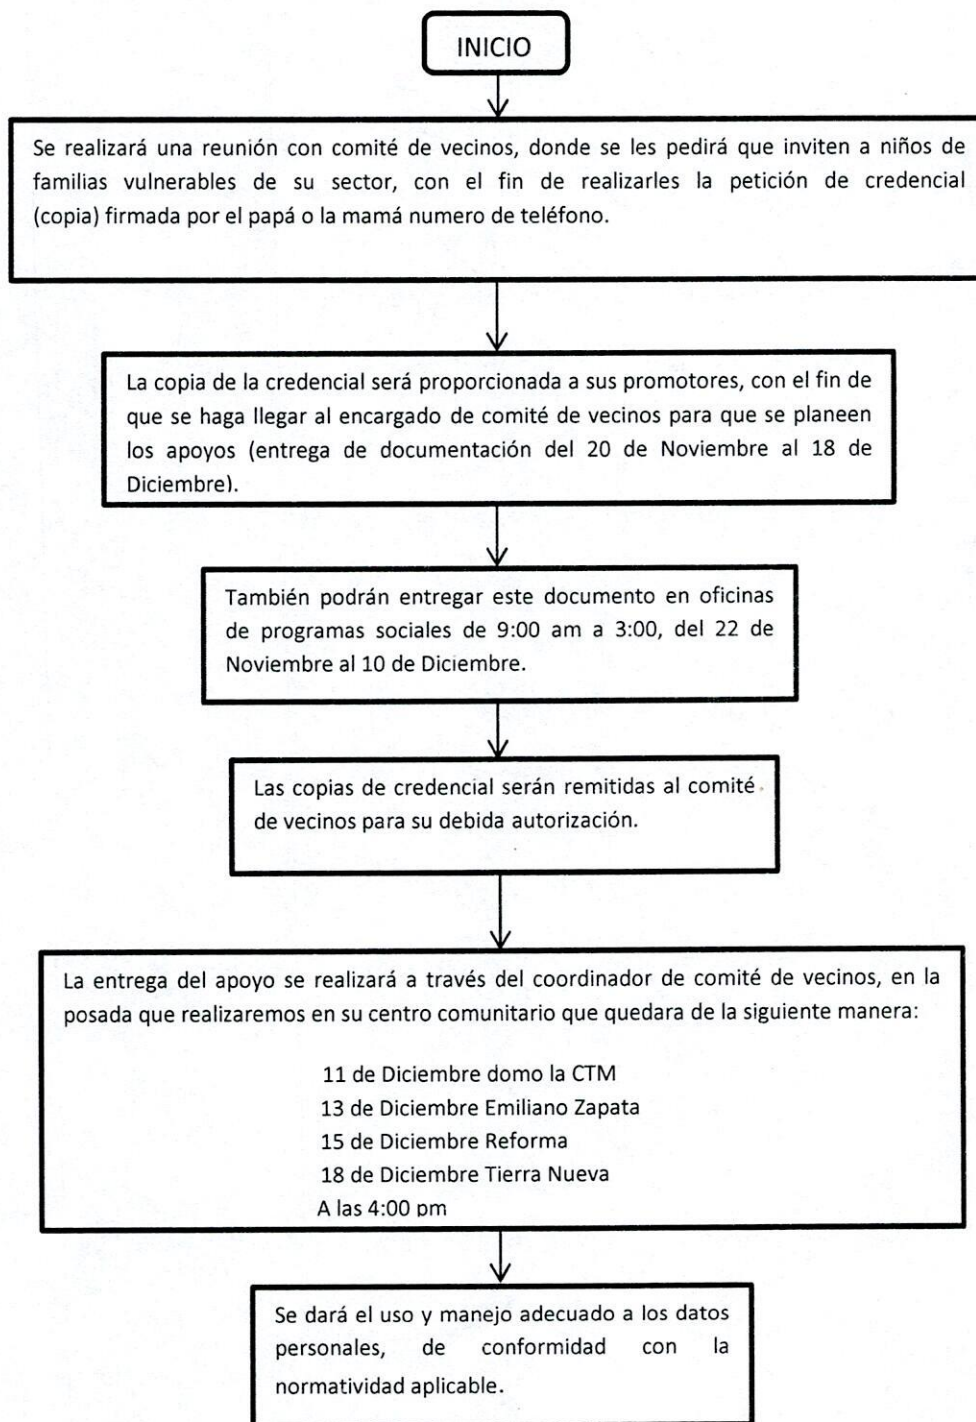 INICIO
Se realizará una reunión con comité de vecinos, donde se les pedirá que inviten a niños de
familias vulnerables de su sector, con el fin de realizarles la petición de credencial
(copia) firmada por el papá o la mamá numero de teléfono.
La copia de la credencial será proporcionada a sus promotores, con el fin de
que se haga llegar al encargado de comité de vecinos para que se planeen
los apoyos (entrega de documentación del 20 de Noviembre al 18 de
Diciembre).
También podrán entregar este documento en oficinas
de programas sociales de 9:00 am a 3:00, del 22 de
Noviembre al 10 de Diciembre.
Las copias de credencial serán remitidas al comité
de vecinos para su debida autorización.
La entrega del apoyo se realizará a través del coordinador de comité de vecinos, en la
posada que realizaremos en su centro comunitario que quedara de la siguiente manera:
11 de Diciembre domo la CTM
13 de Diciembre Emiliano Zapata
15 de Diciembre Reforma
18 de Diciembre Tierra Nueva
A las 4:00 pm
Se dará el uso y manejo adecuado a los datos
personales, de conformidad con la
normatividad aplicable.